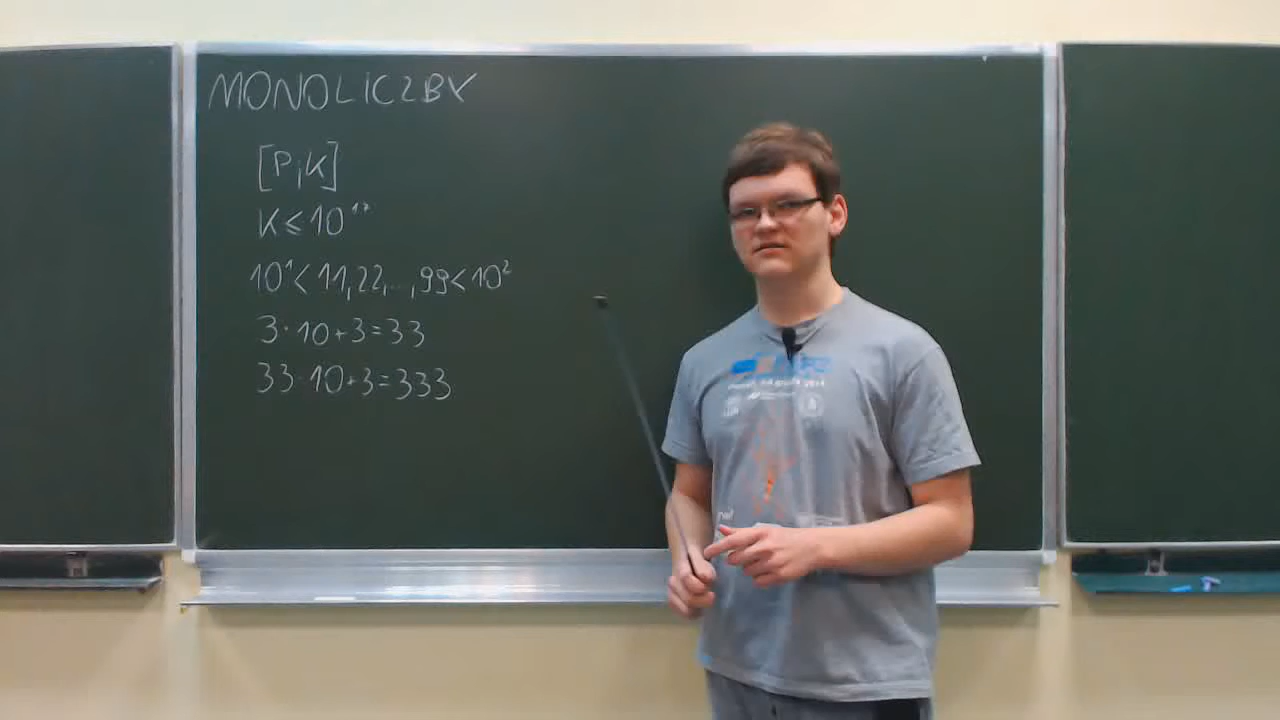 MONOLICZBY
[P;K]
K ≤ 10¹⁷
10¹ < 11,22,...,99 < 10²
3·10+3=33
33·10+3=333